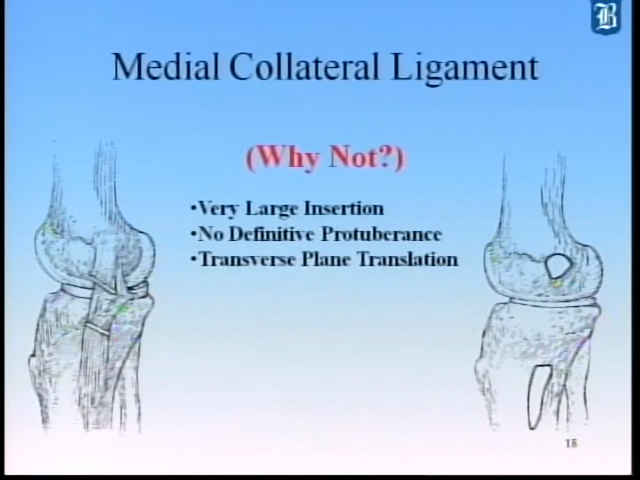 B
Medial Collateral Ligament
(Why Not?)
•Very Large Insertion
•No Definitive Protuberance
•Transverse Plane Translation
18